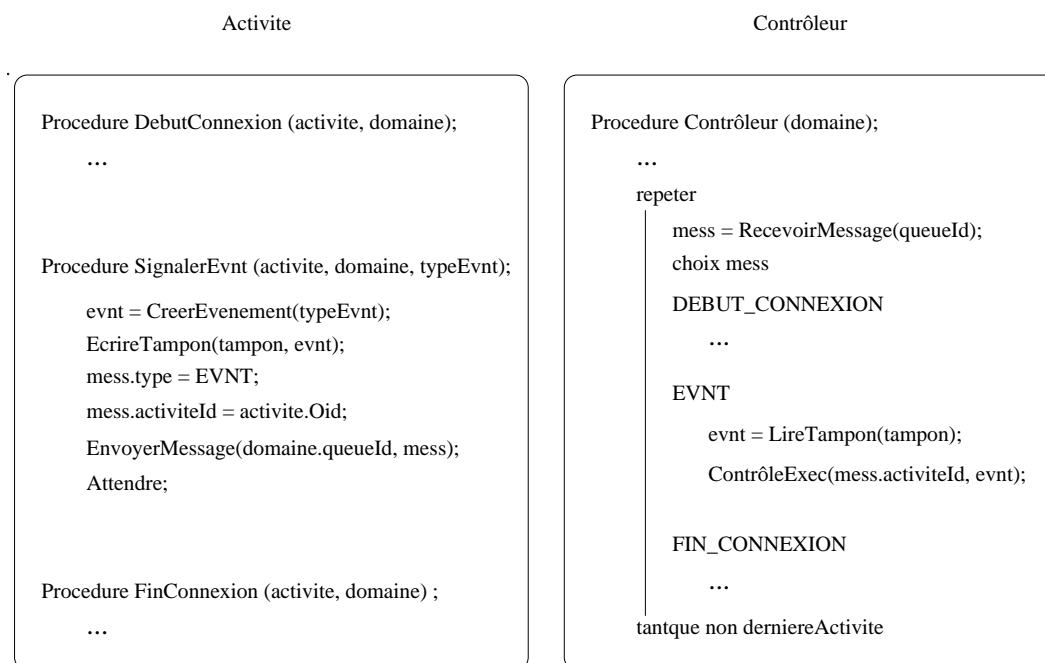 Activite
Procedure DebutConnexion (activite, domaine);
...
Procedure SignalerEvnt (activite, domaine, typeEvnt);
evnt = CreerEvenement(typeEvnt);
EcrireTampon(tampon, evnt);
mess.type = EVNT;
mess.activiteId = activite.Oid;
EnvoyerMessage(domaine.queueId, mess);
Attendre;
Procedure FinConnexion (activite, domaine) ;
...
Contrôleur
Procedure Contrôleur (domaine);
...
repeter
mess = RecevoirMessage(queueId);
choix mess
DEBUT_CONNEXION
...
EVNT
evnt = LireTampon(tampon);
ContrôleExec(mess.activiteId, evnt);
FIN_CONNEXION
...
tantque non derniereActivite